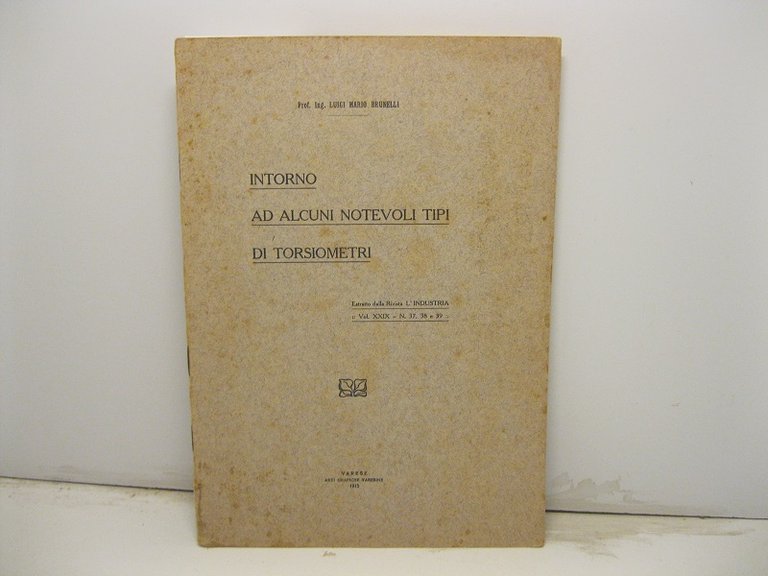 Prof. Ing. LUIGI MARIO BRUNELLI
INTORNO
AD ALCUNI NOTEVOLI TIPI
DI TORSIOMETRI
Estratto dalla Rivista L'INDUSTRIA
:: Vol. XXIX - N. 37, 38 e 39 ::
VARESE
ARTI GRAFICHE VARESINE
1915